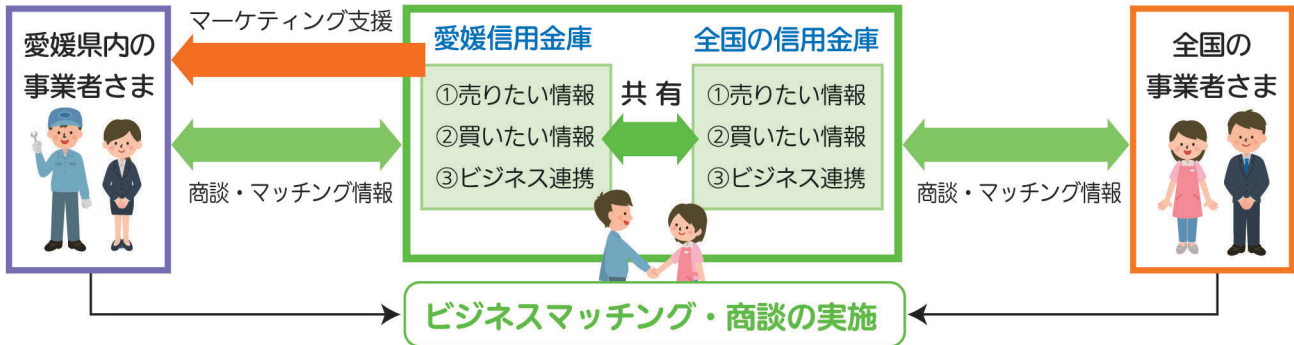 愛媛県内の
事業者さま
マーケティング支援
商談・マッチング情報
愛媛信用金庫
①売りたい情報
②買いたい情報
③ビジネス連携
共有
全国の信用金庫
①売りたい情報
②買いたい情報
③ビジネス連携
商談・マッチング情報
全国の
事業者さま
ビジネスマッチング・商談の実施